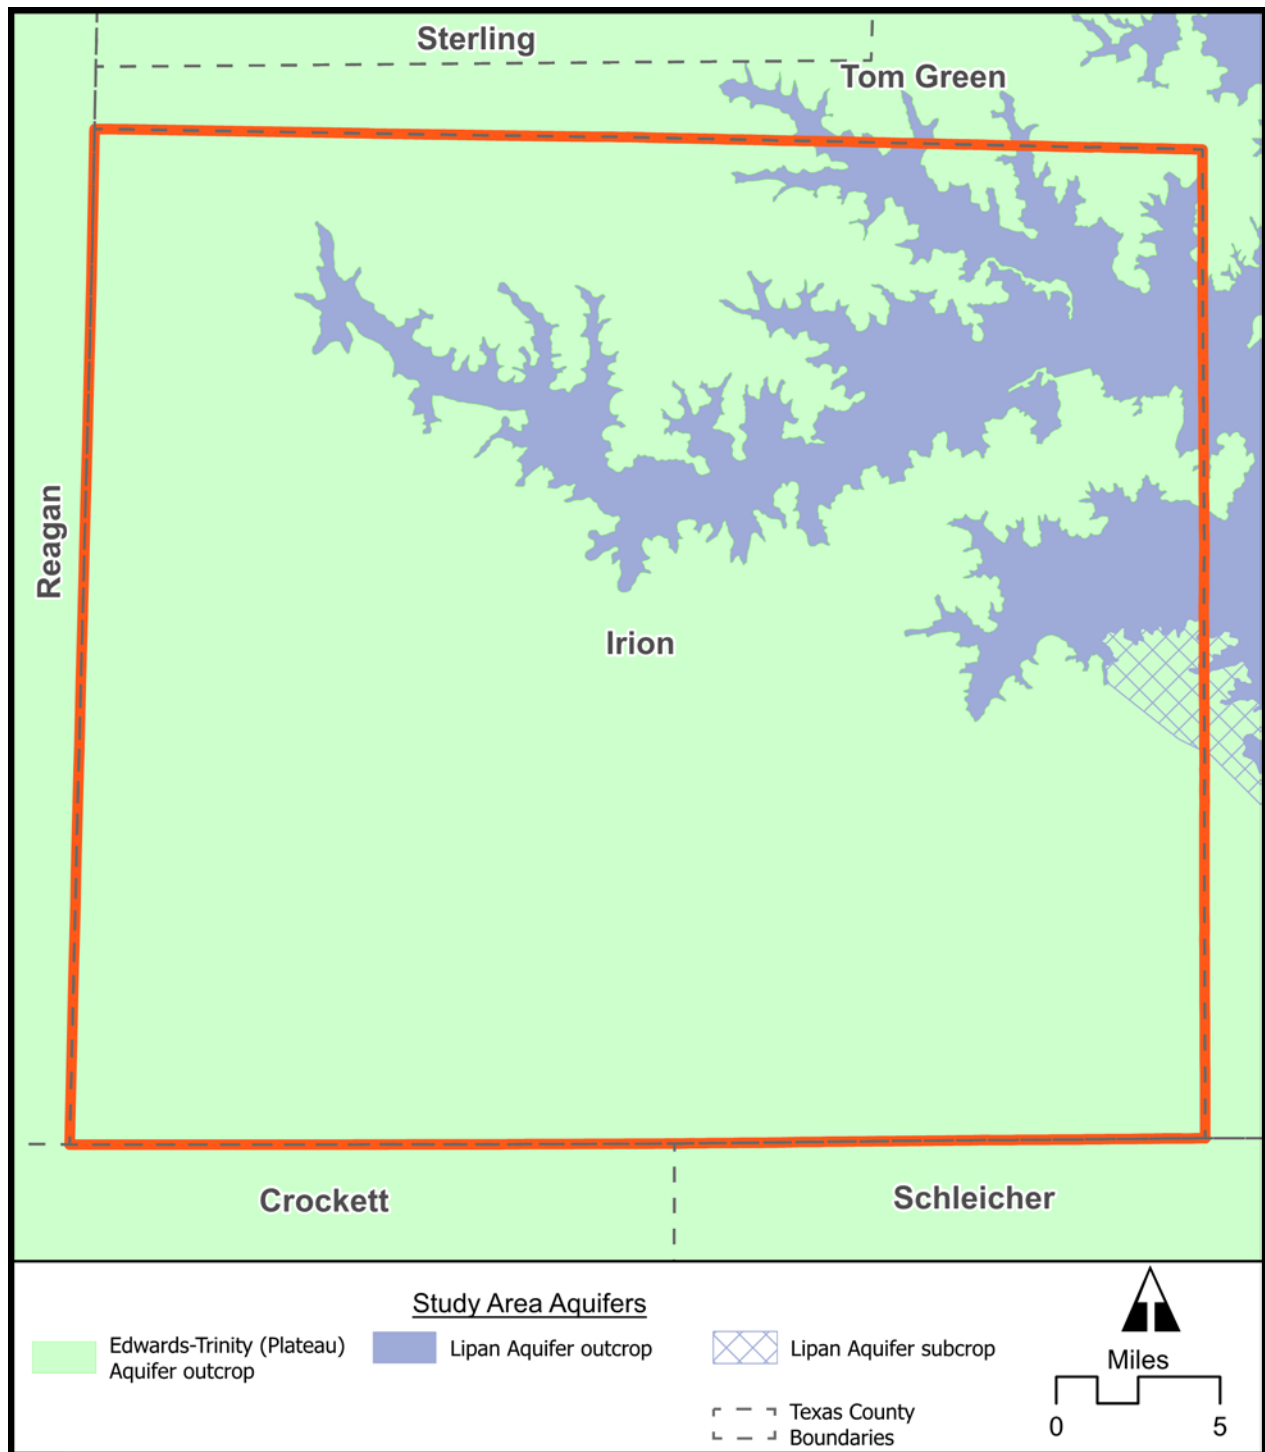 Sterling
Tom Green
Reagan
Irion
Crockett
Schleicher
Study Area Aquifers
Edwards-Trinity (Plateau)
Aquifer outcrop
Lipan Aquifer outcrop
Lipan Aquifer subcrop
Texas County
Boundaries
Miles
0 5